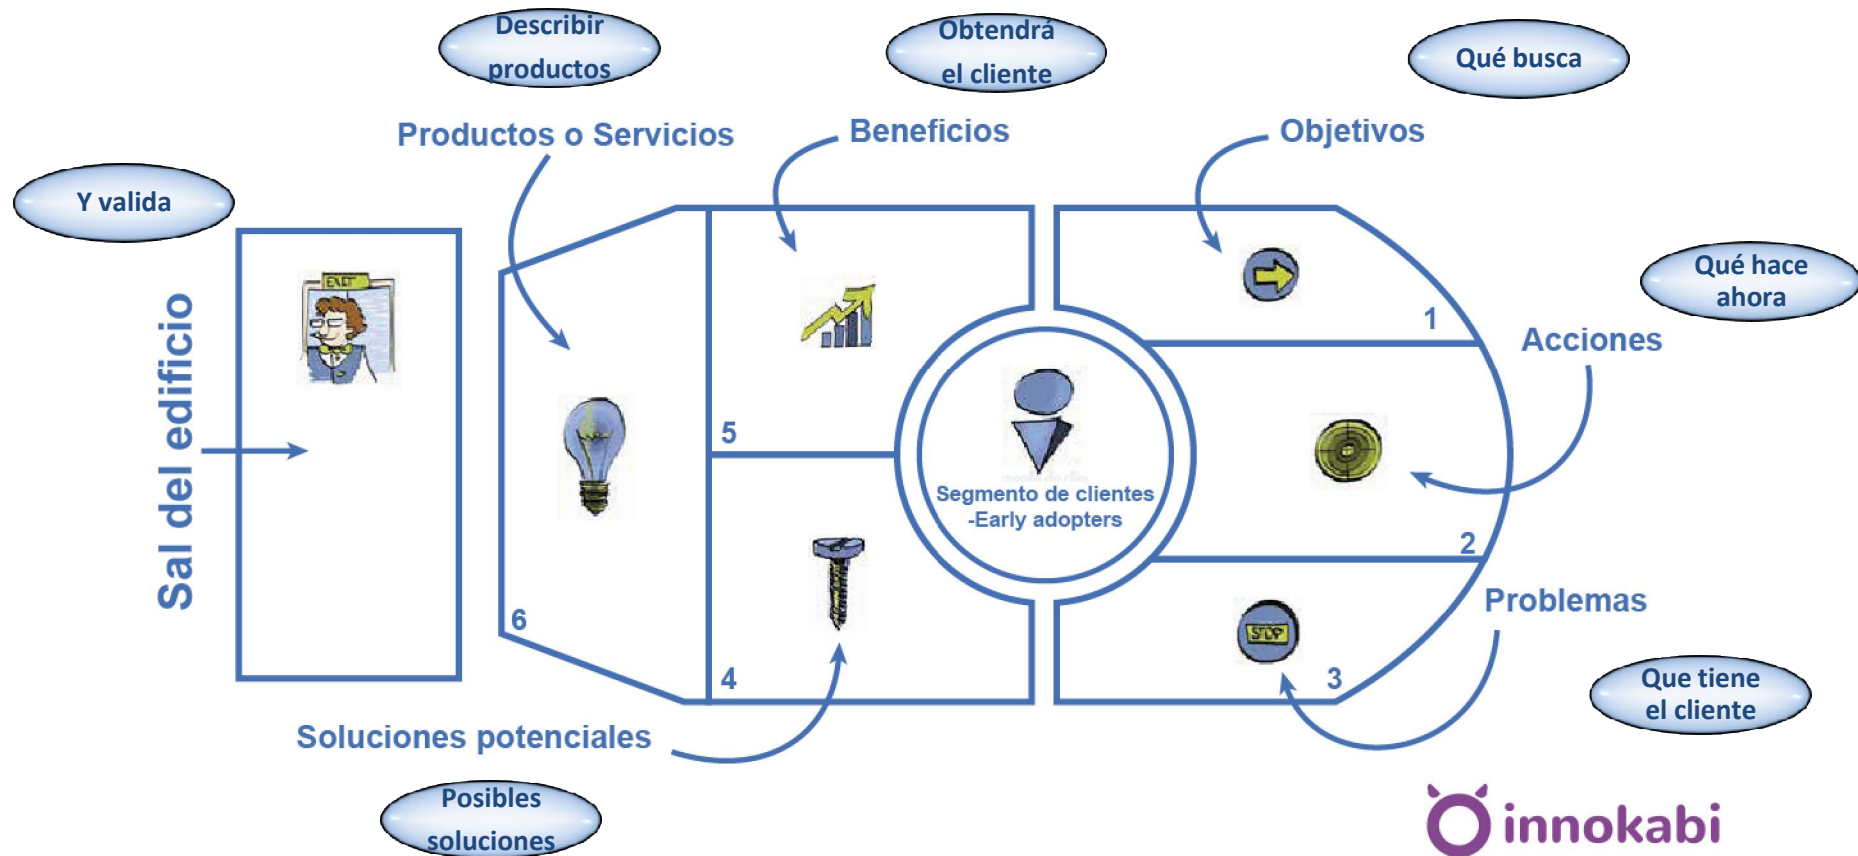 Describir
productos
Obtendrá
el cliente
Qué busca
Productos o Servicios
Beneficios
Objetivos
Y valida
Qué hace
ahora
EXIT
Sal del edificio
1
Acciones
5
Segmento de clientes
-Early adopters
2
6
STOP
Problemas
4
3
Que tiene
el cliente
Soluciones potenciales
Posibles
soluciones
innokabi